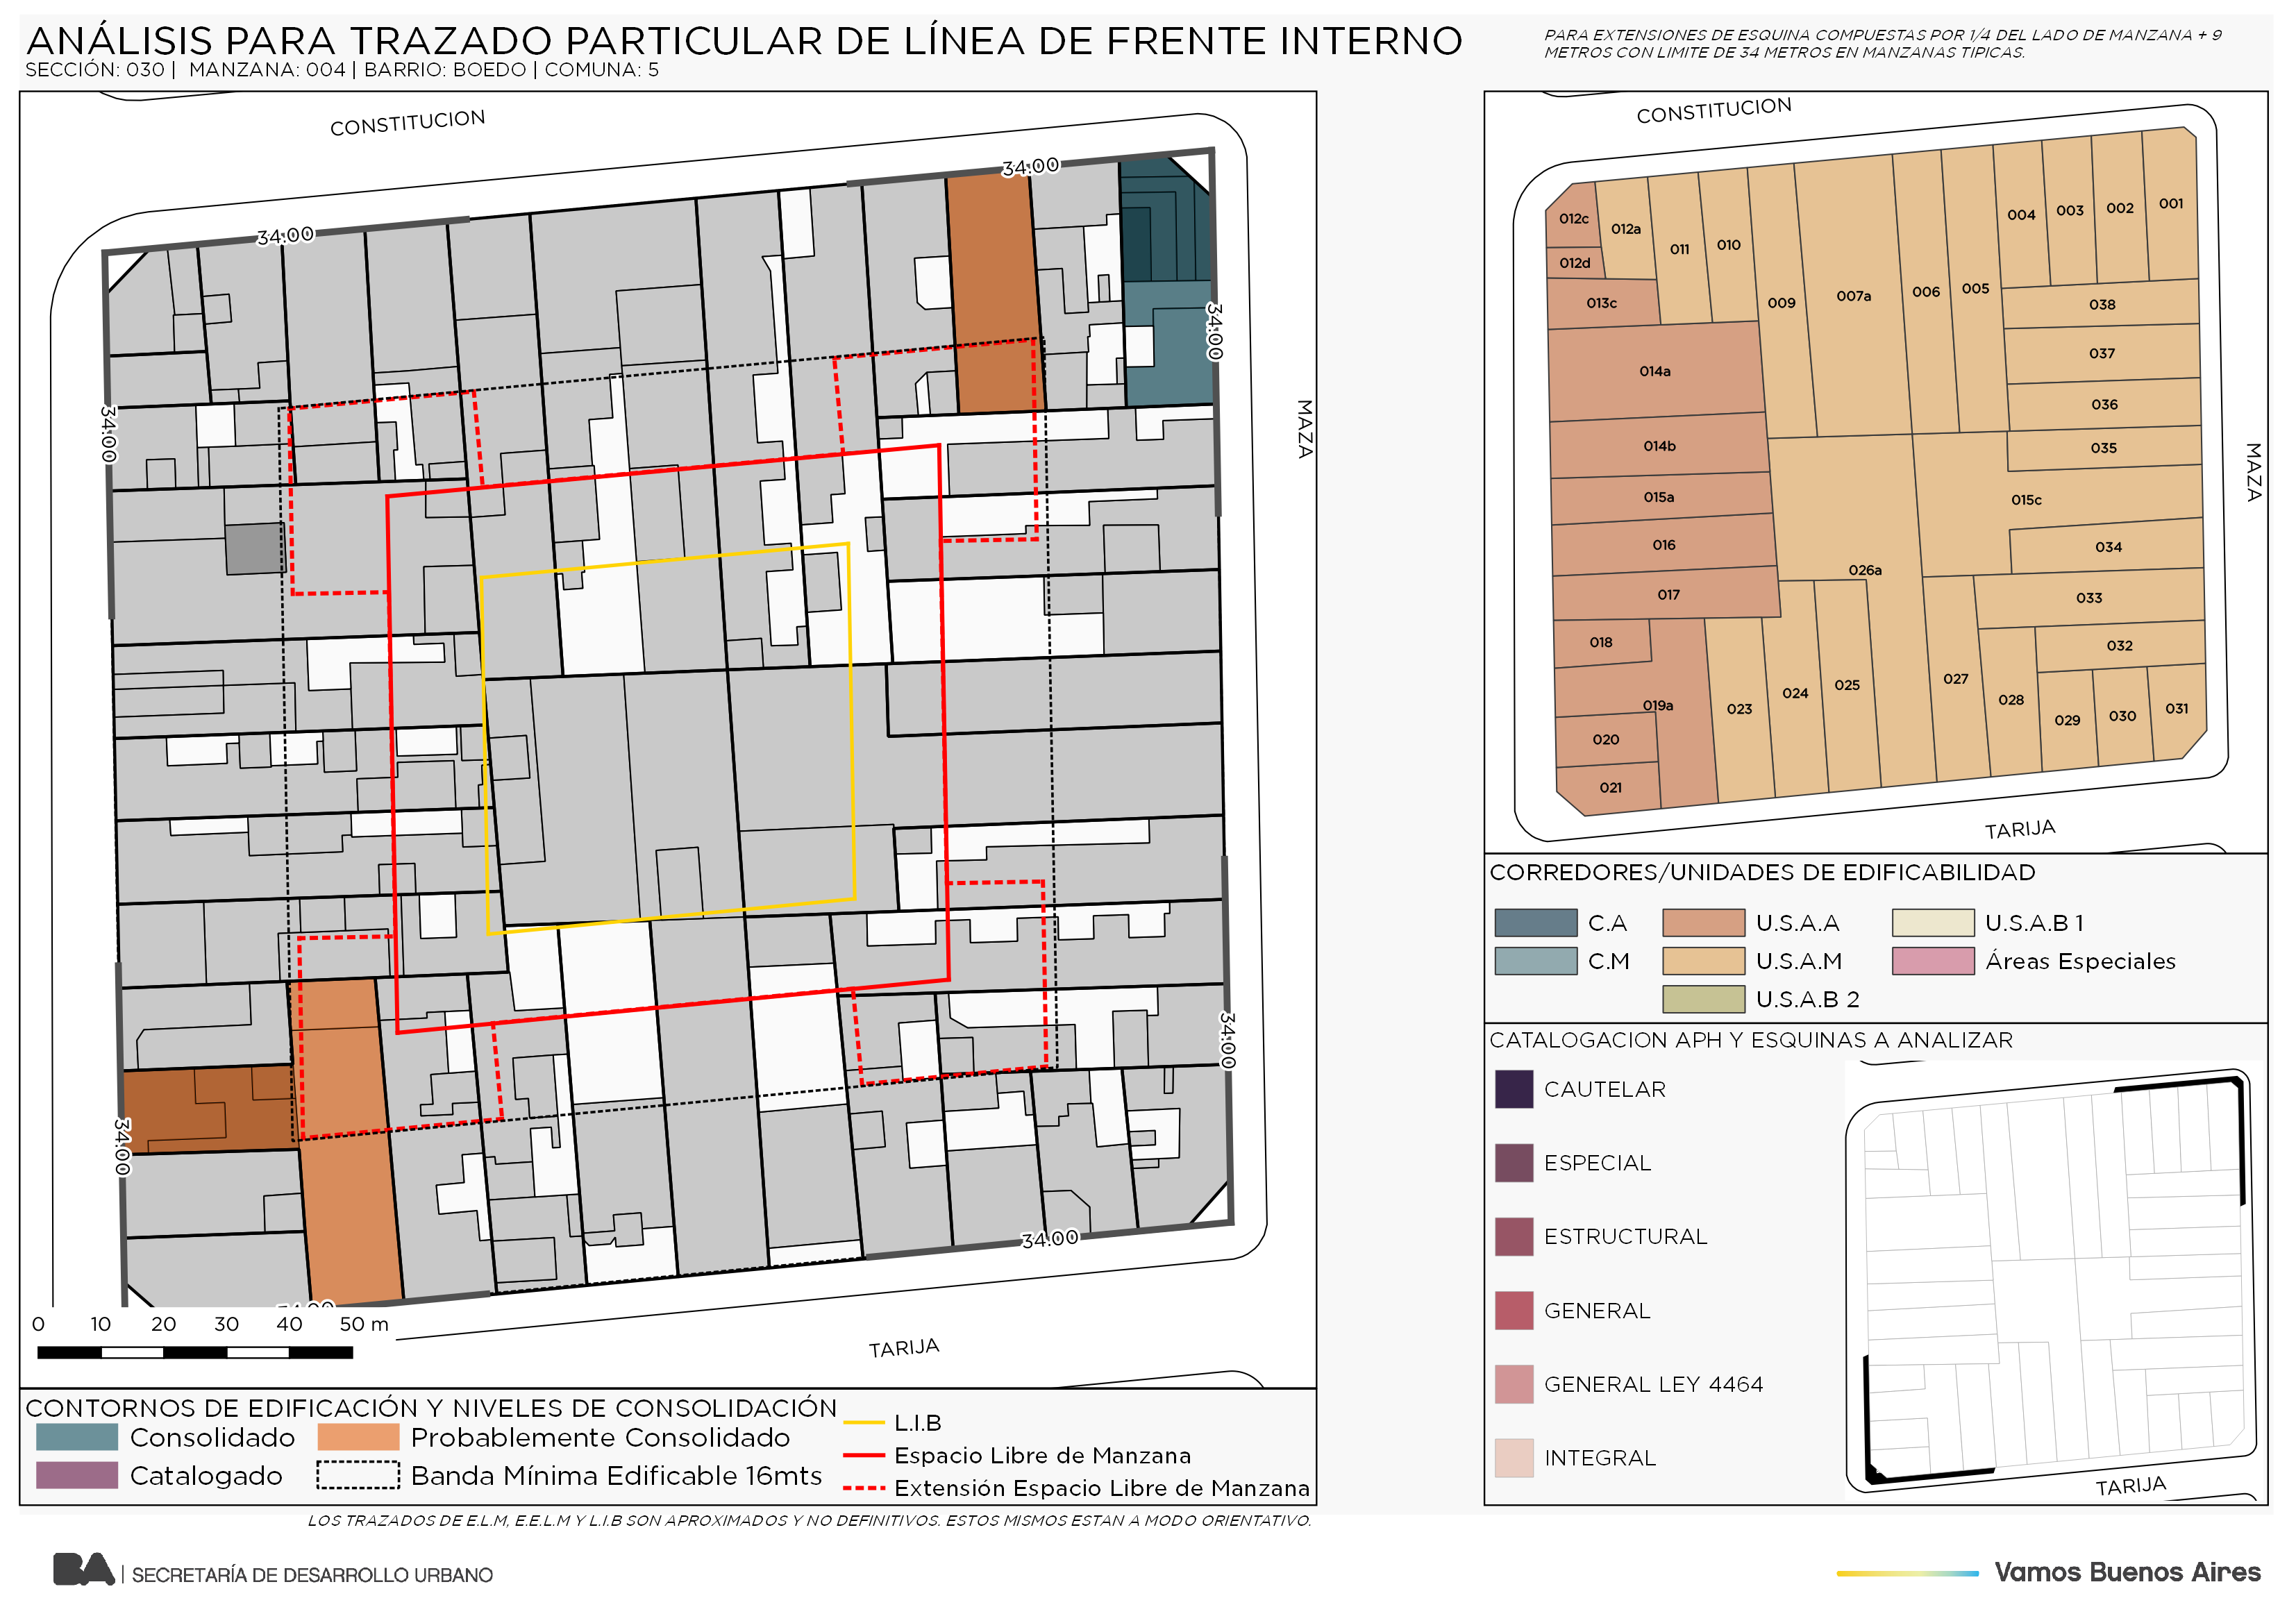 ANÁLISIS PARA TRAZADO PARTICULAR DE LÍNEA DE FRENTE INTERNO
SECCIÓN: 030 | MANZANA: 004 | BARRIO: BOEDO | COMUNA: 5
PARA EXTENSIONES DE ESQUINA COMPUESTAS POR 1/4 DEL LADO DE MANZANA + 9
METROS CON LIMITE DE 34 METROS EN MANZANAS TIPICAS.
CONSTITUCION
34.00
34.00
34.00
34.00
MAZA
34.00
34.00
34.00
34.00
TARIJA
0 10 20 30 40 50 m
CONTORNOS DE EDIFICACIÓN Y NIVELES DE CONSOLIDACIÓN
Consolidado
Probablemente Consolidado
Catalogado
Banda Mínima Edificable 16mts
L.I.B
Espacio Libre de Manzana
Extensión Espacio Libre de Manzana
LOS TRAZADOS DE E.L.M, E.E.L.M Y L.I.B SON APROXIMADOS Y NO DEFINITIVOS. ESTOS MISMOS ESTAN A MODO ORIENTATIVO.
CONSTITUCION
012c
012a
011
010
009
007a
006
005
004
003
002
001
012d
013c
038
037
014a
036
014b
035
015a
015c
016
034
026a
017
033
018
032
019a
023
024
025
027
028
029
030
031
020
021
MAZA
TARIJA
CORREDORES/UNIDADES DE EDIFICABILIDAD
C.A
U.S.A.A
U.S.A.B 1
C.M
U.S.A.M
Áreas Especiales
U.S.A.B 2
CATALOGACION APH Y ESQUINAS A ANALIZAR
CAUTELAR
ESPECIAL
ESTRUCTURAL
GENERAL
GENERAL LEY 4464
INTEGRAL
TARIJA
BA | SECRETARÍA DE DESARROLLO URBANO
Vamos Buenos Aires